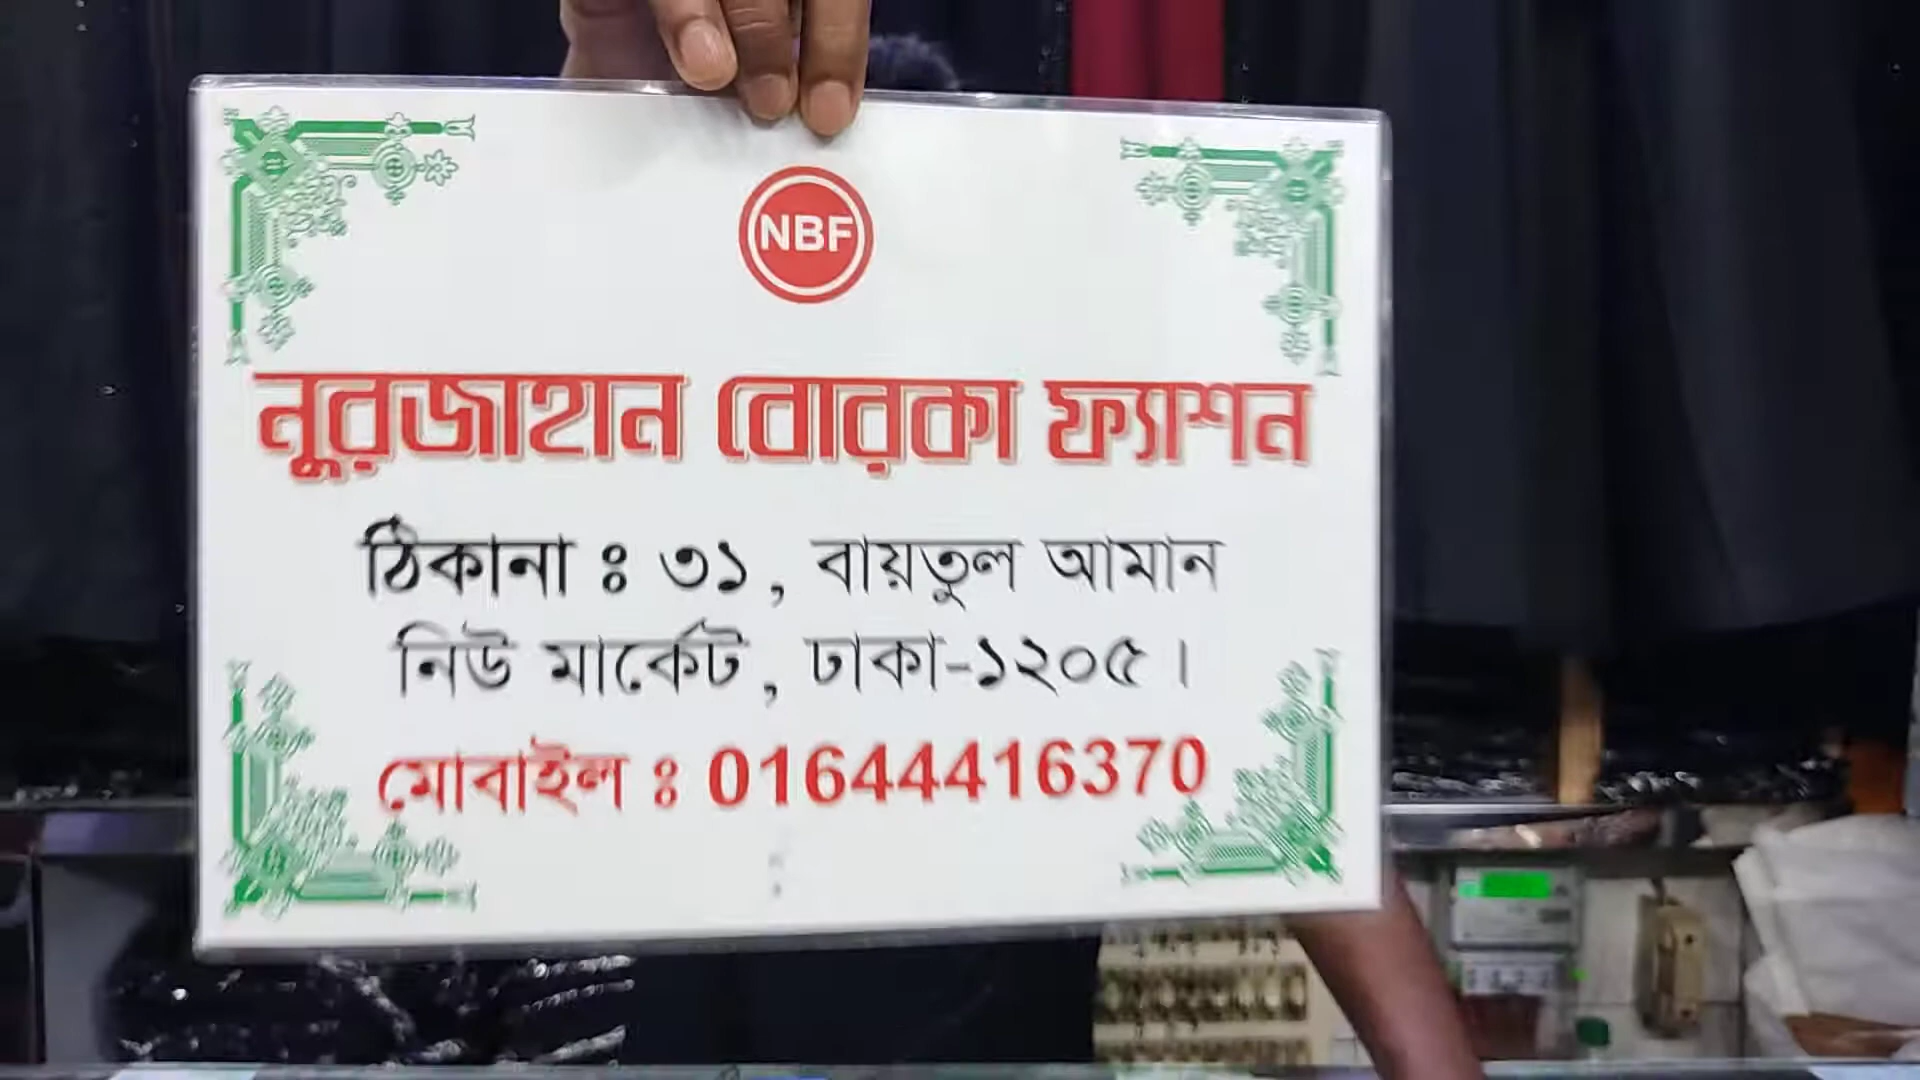 NBF
নুরজাহান বোরকা ফ্যাশন
ঠিকানা ঃ ৩১, বায়তুল আমান
নিউ মার্কেট, ঢাকা-১২০৫।
মোবাইল ঃ 01644416370